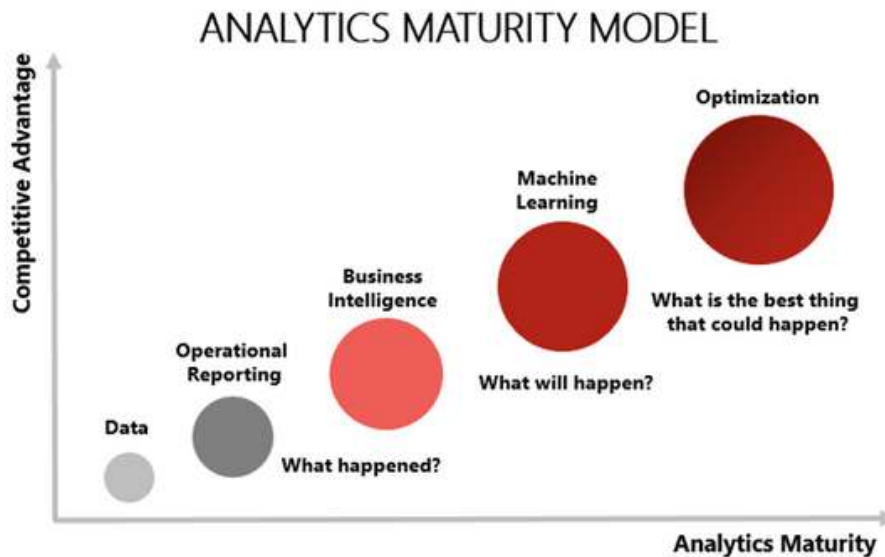 ANALYTICS MATURITY MODEL
Competitive Advantage
Optimization
Machine
Learning
Business
Intelligence
What is the best thing
that could happen?
Operational
Reporting
What will happen?
Data
What happened?
Analytics Maturity